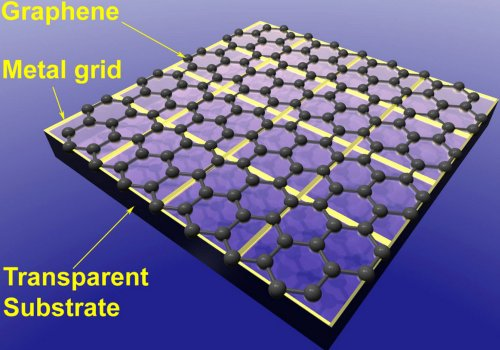 Graphene
Metal grid
Transparent
Substrate